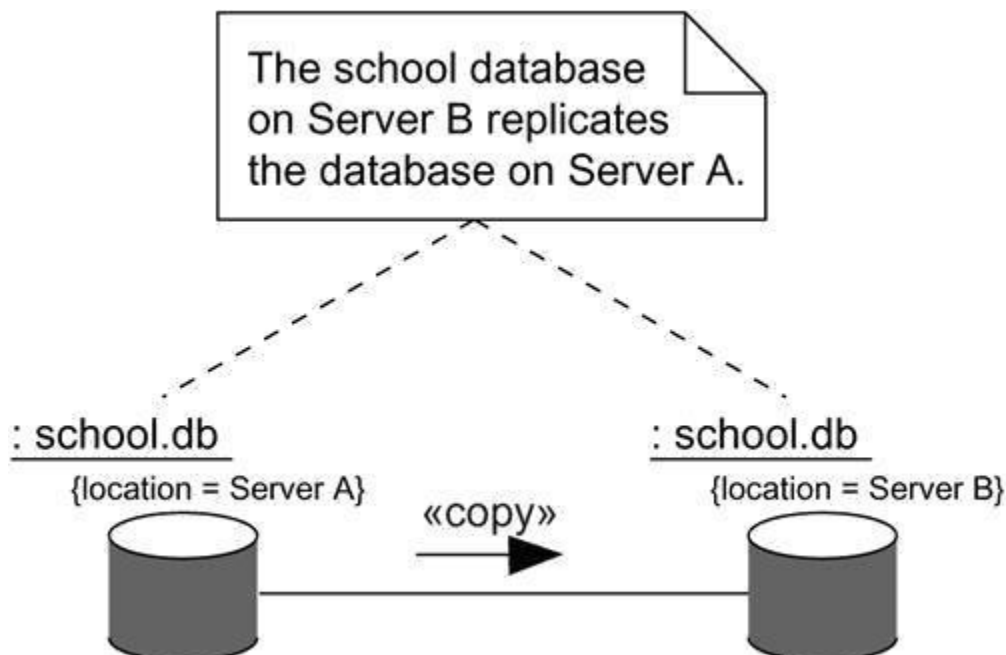 The school database
on Server B replicates
the database on Server A.
: school.db
: school.db
{location = Server A}
{location = Server B}
«copy»